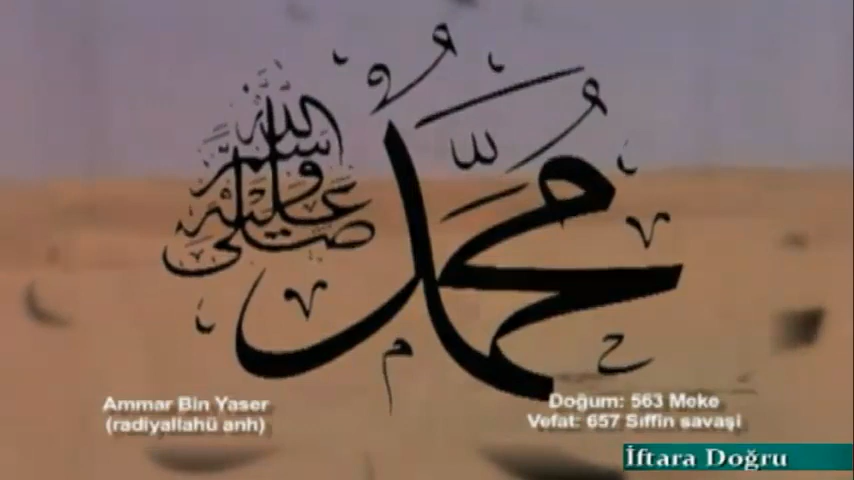 محمد
صلى الله عليه وسلم
Ammar Bin Yaser
(radiyallahü anh)
Doğum: 563 Meke
Vefat: 657 Sıffin savaşi
İftara Doğru